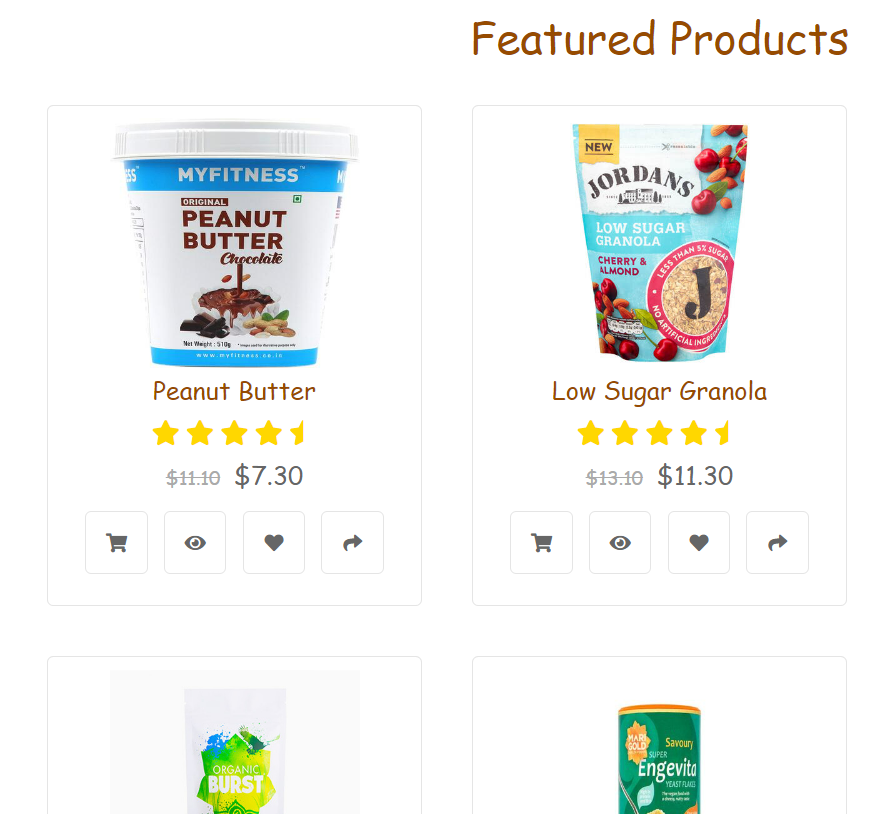 Featured Products
MYFITNESS
ORIGINAL
PEANUT
BUTTER
Chocolate
Net Weight : 510g
www.myfitness.co.in
Peanut Butter
$11.10 $7.30
NEW
JORDANS
LOW SUGAR
GRANOLA
CHERRY &
ALMOND
LESS THAN 5% SUGAR
NO ARTIFICIAL INGREDIENTS
J
Low Sugar Granola
$13.10 $11.30
ORGANIC
BURST
MARI
GOLD
Savoury
SUPER
Engevita
YEAST FLAKES